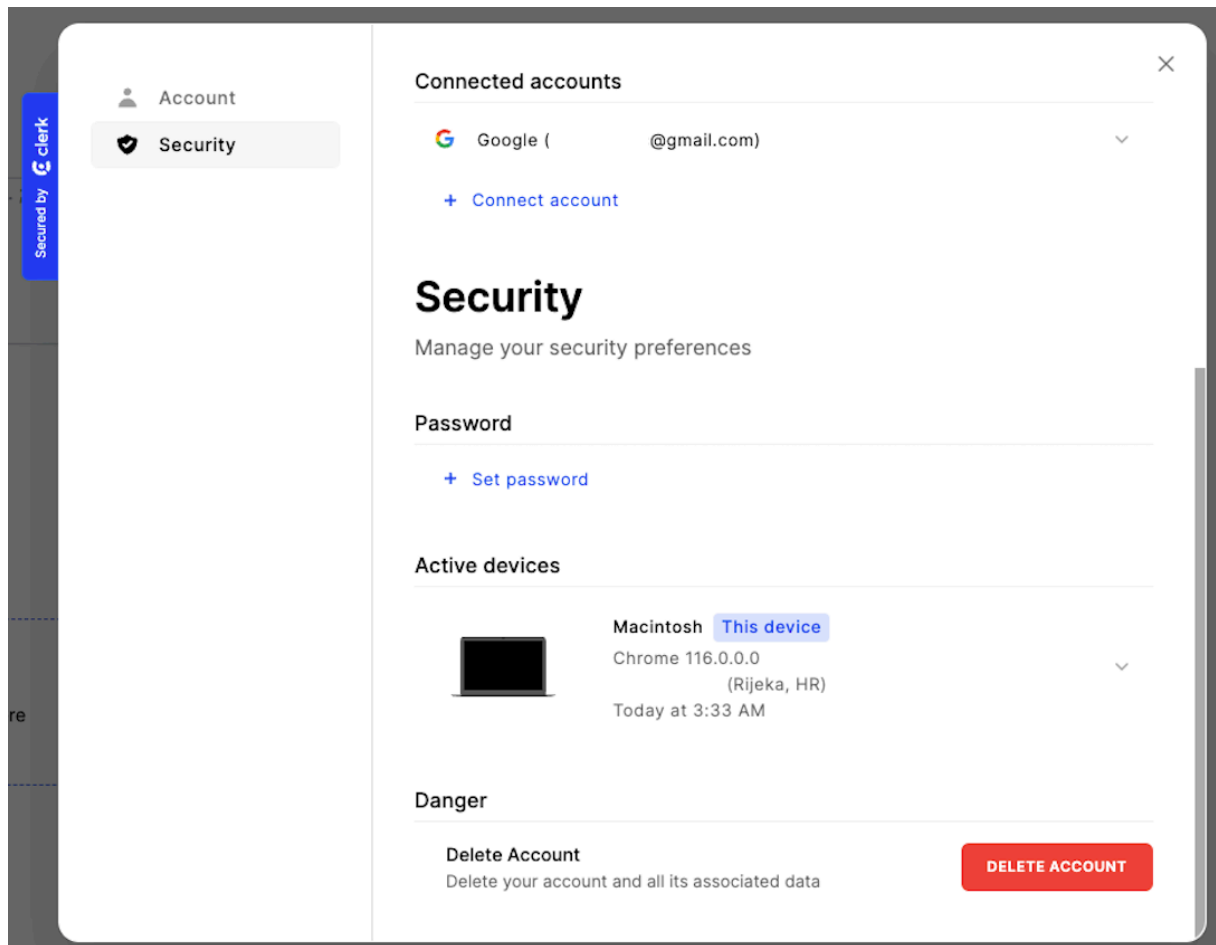 Secured by clerk
Account
Security
Connected accounts
Google ( @gmail.com)
+ Connect account
Security
Manage your security preferences
Password
+ Set password
Active devices
Macintosh This device
Chrome 116.0.0.0
(Rijeka, HR)
Today at 3:33 AM
re
Danger
Delete Account
Delete your account and all its associated data
DELETE ACCOUNT